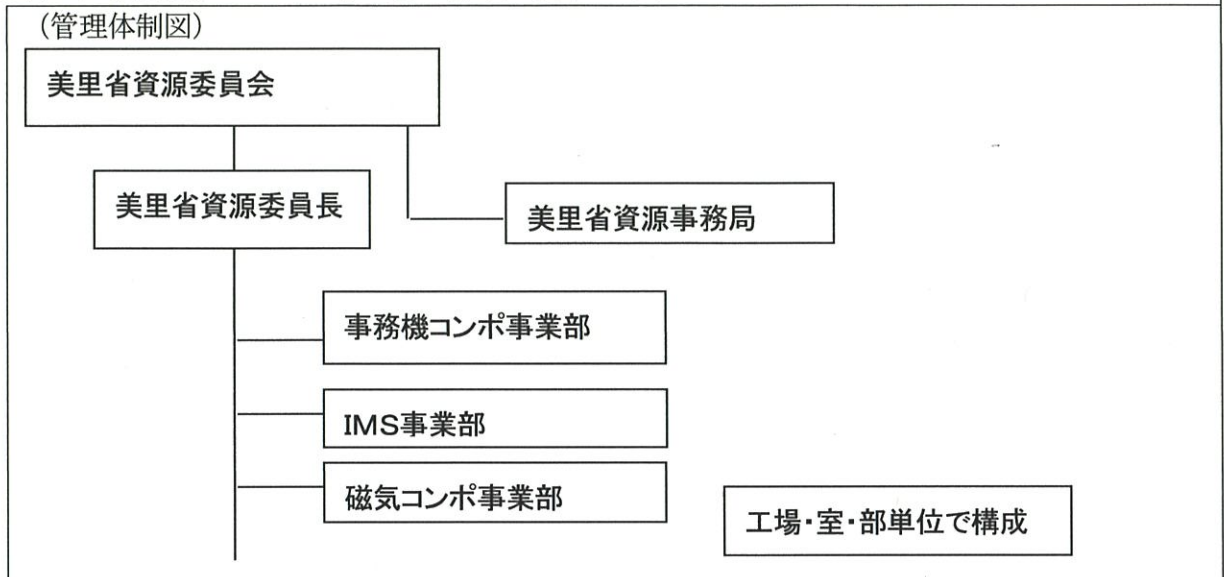 (管理体制図)
美里省資源委員会
美里省資源委員長
美里省資源事務局
事務機コンポ事業部
IMS事業部
磁気コンポ事業部
工場・室・部単位で構成